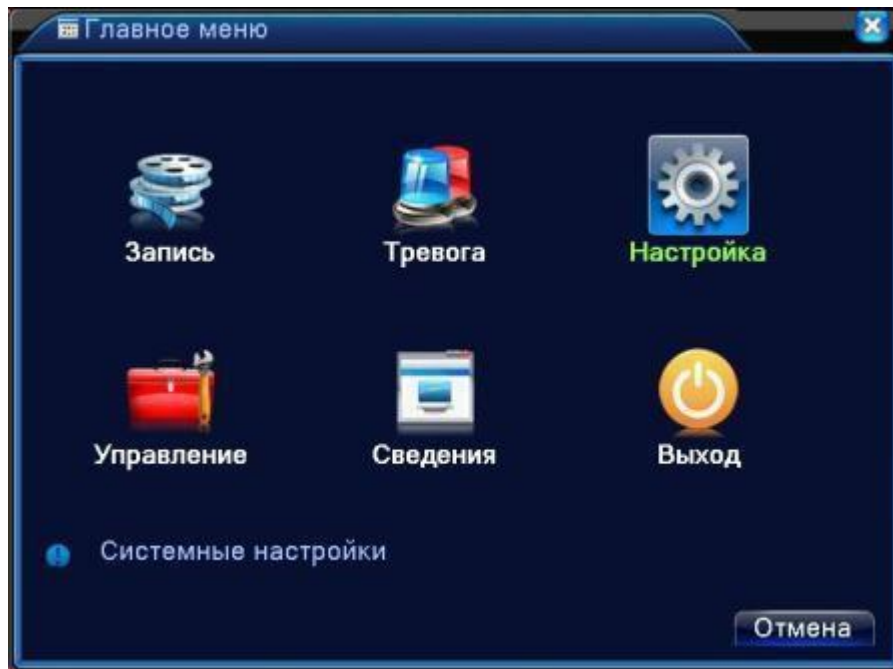 Главное меню
Запись
Тревога
Настройка
Управление
Сведения
Выход
Системные настройки
Отмена